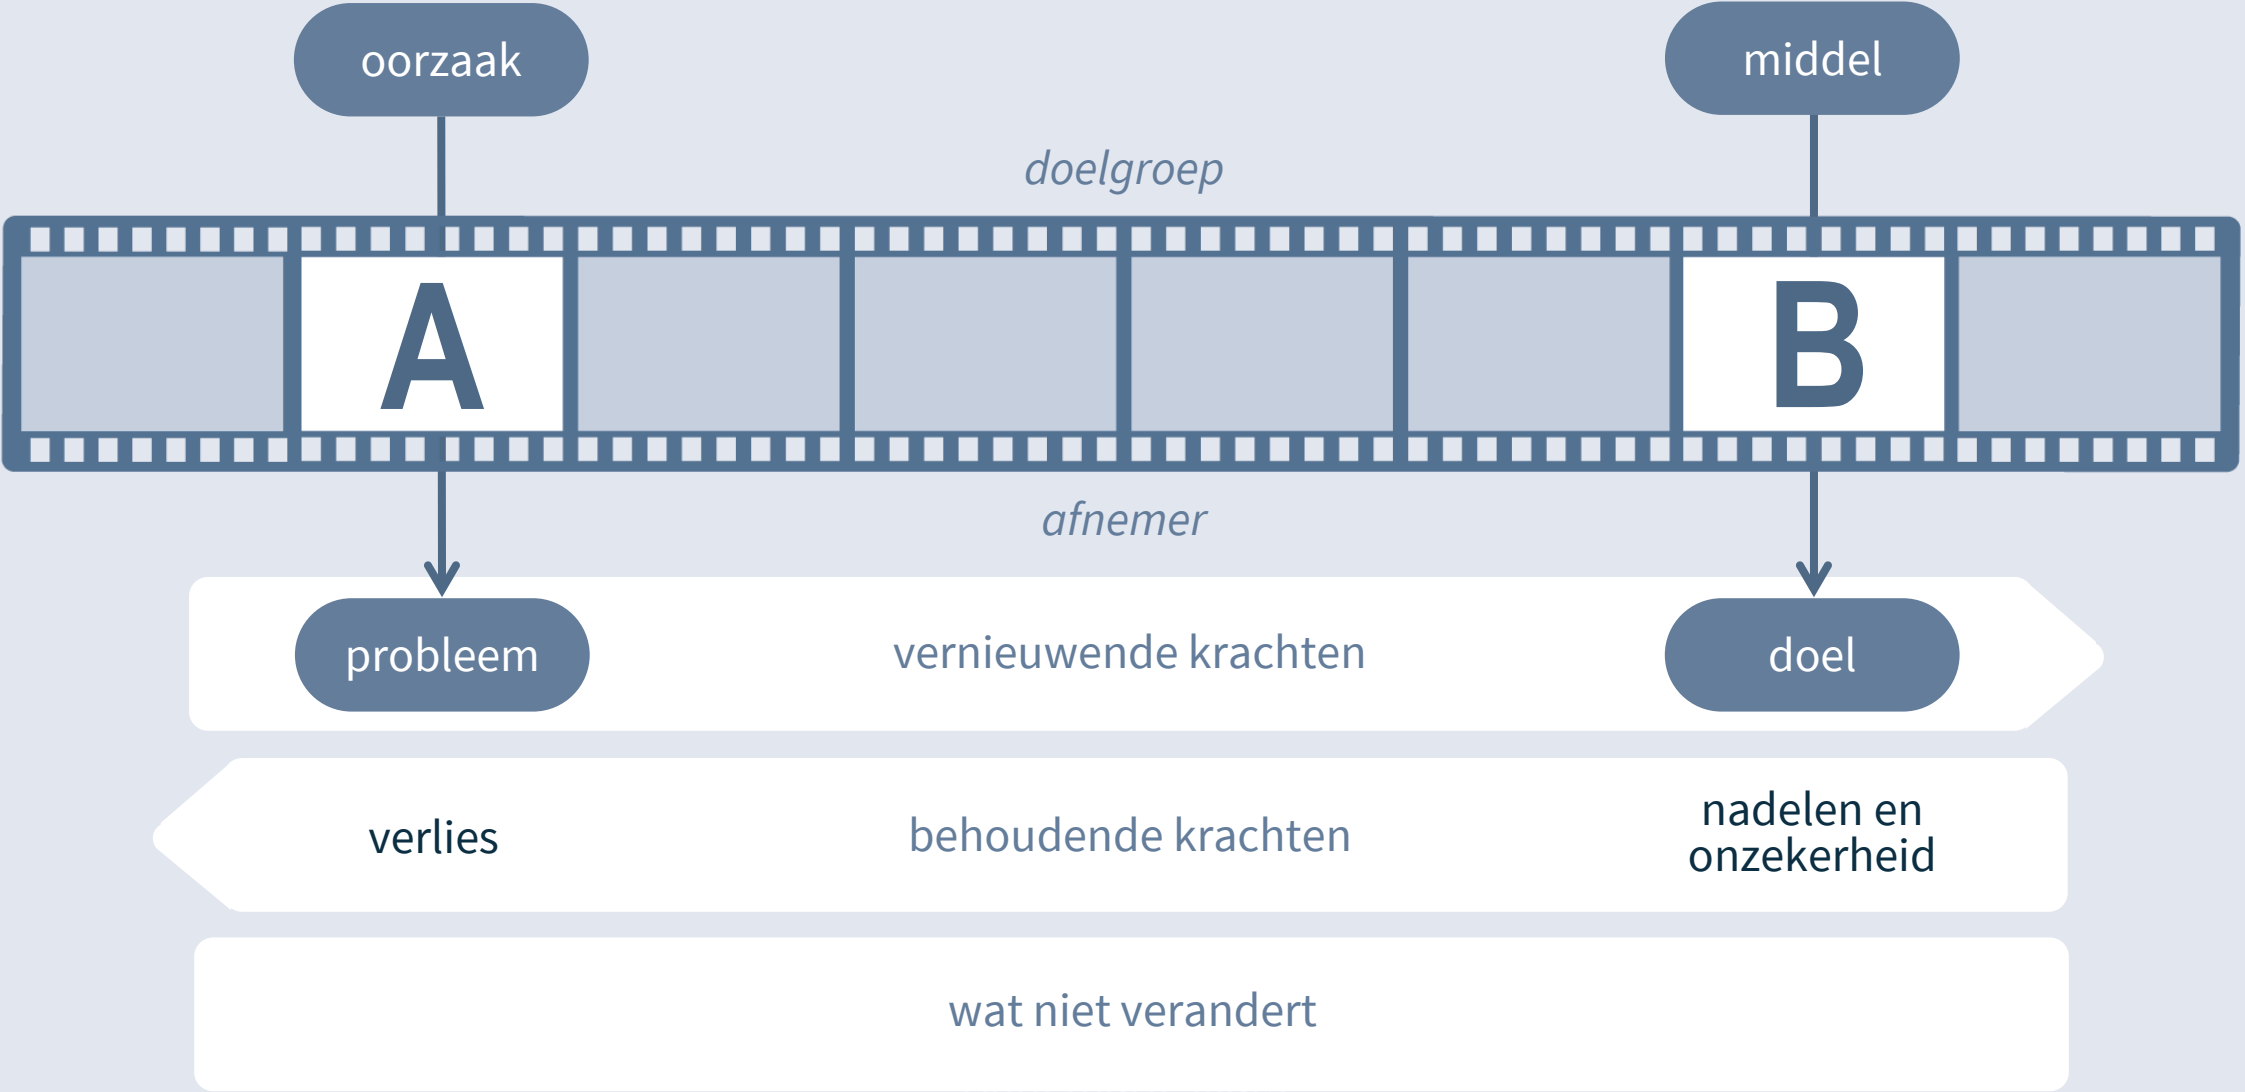 oorzaak
middel
doelgroep
A
B
afnemer
probleem
vernieuwende krachten
doel
verlies
behoudende krachten
nadelen en
onzekerheid
wat niet verandert